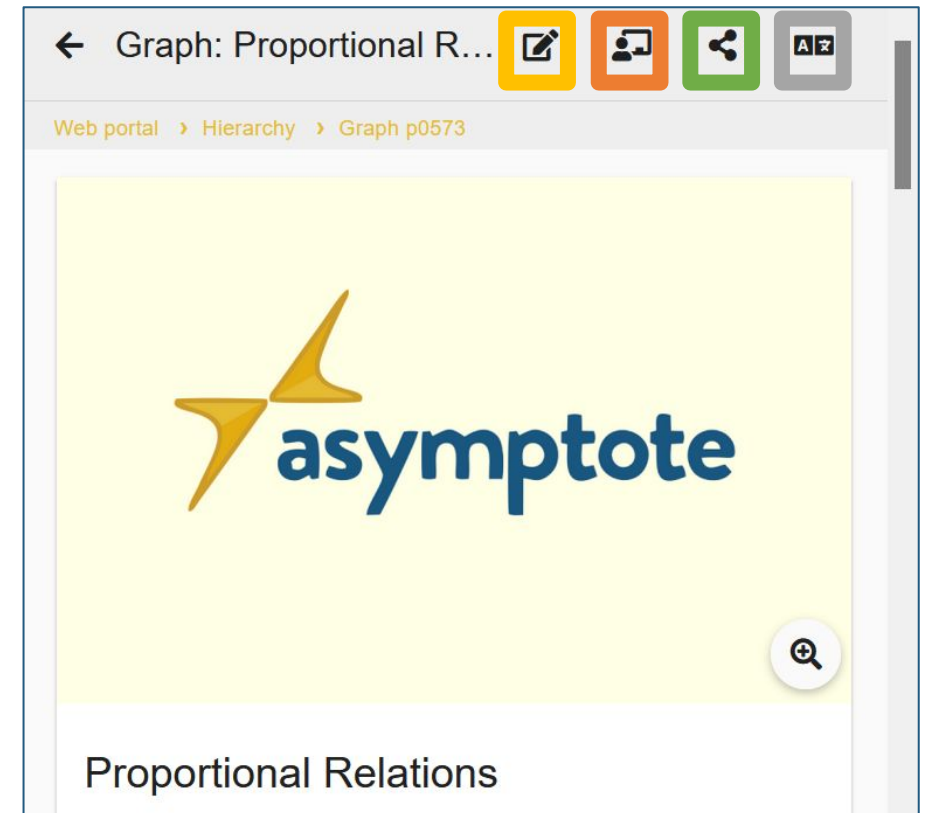 Graph: Proportional R...
Web portal › Hierarchy › Graph p0573
asymptote
Proportional Relations